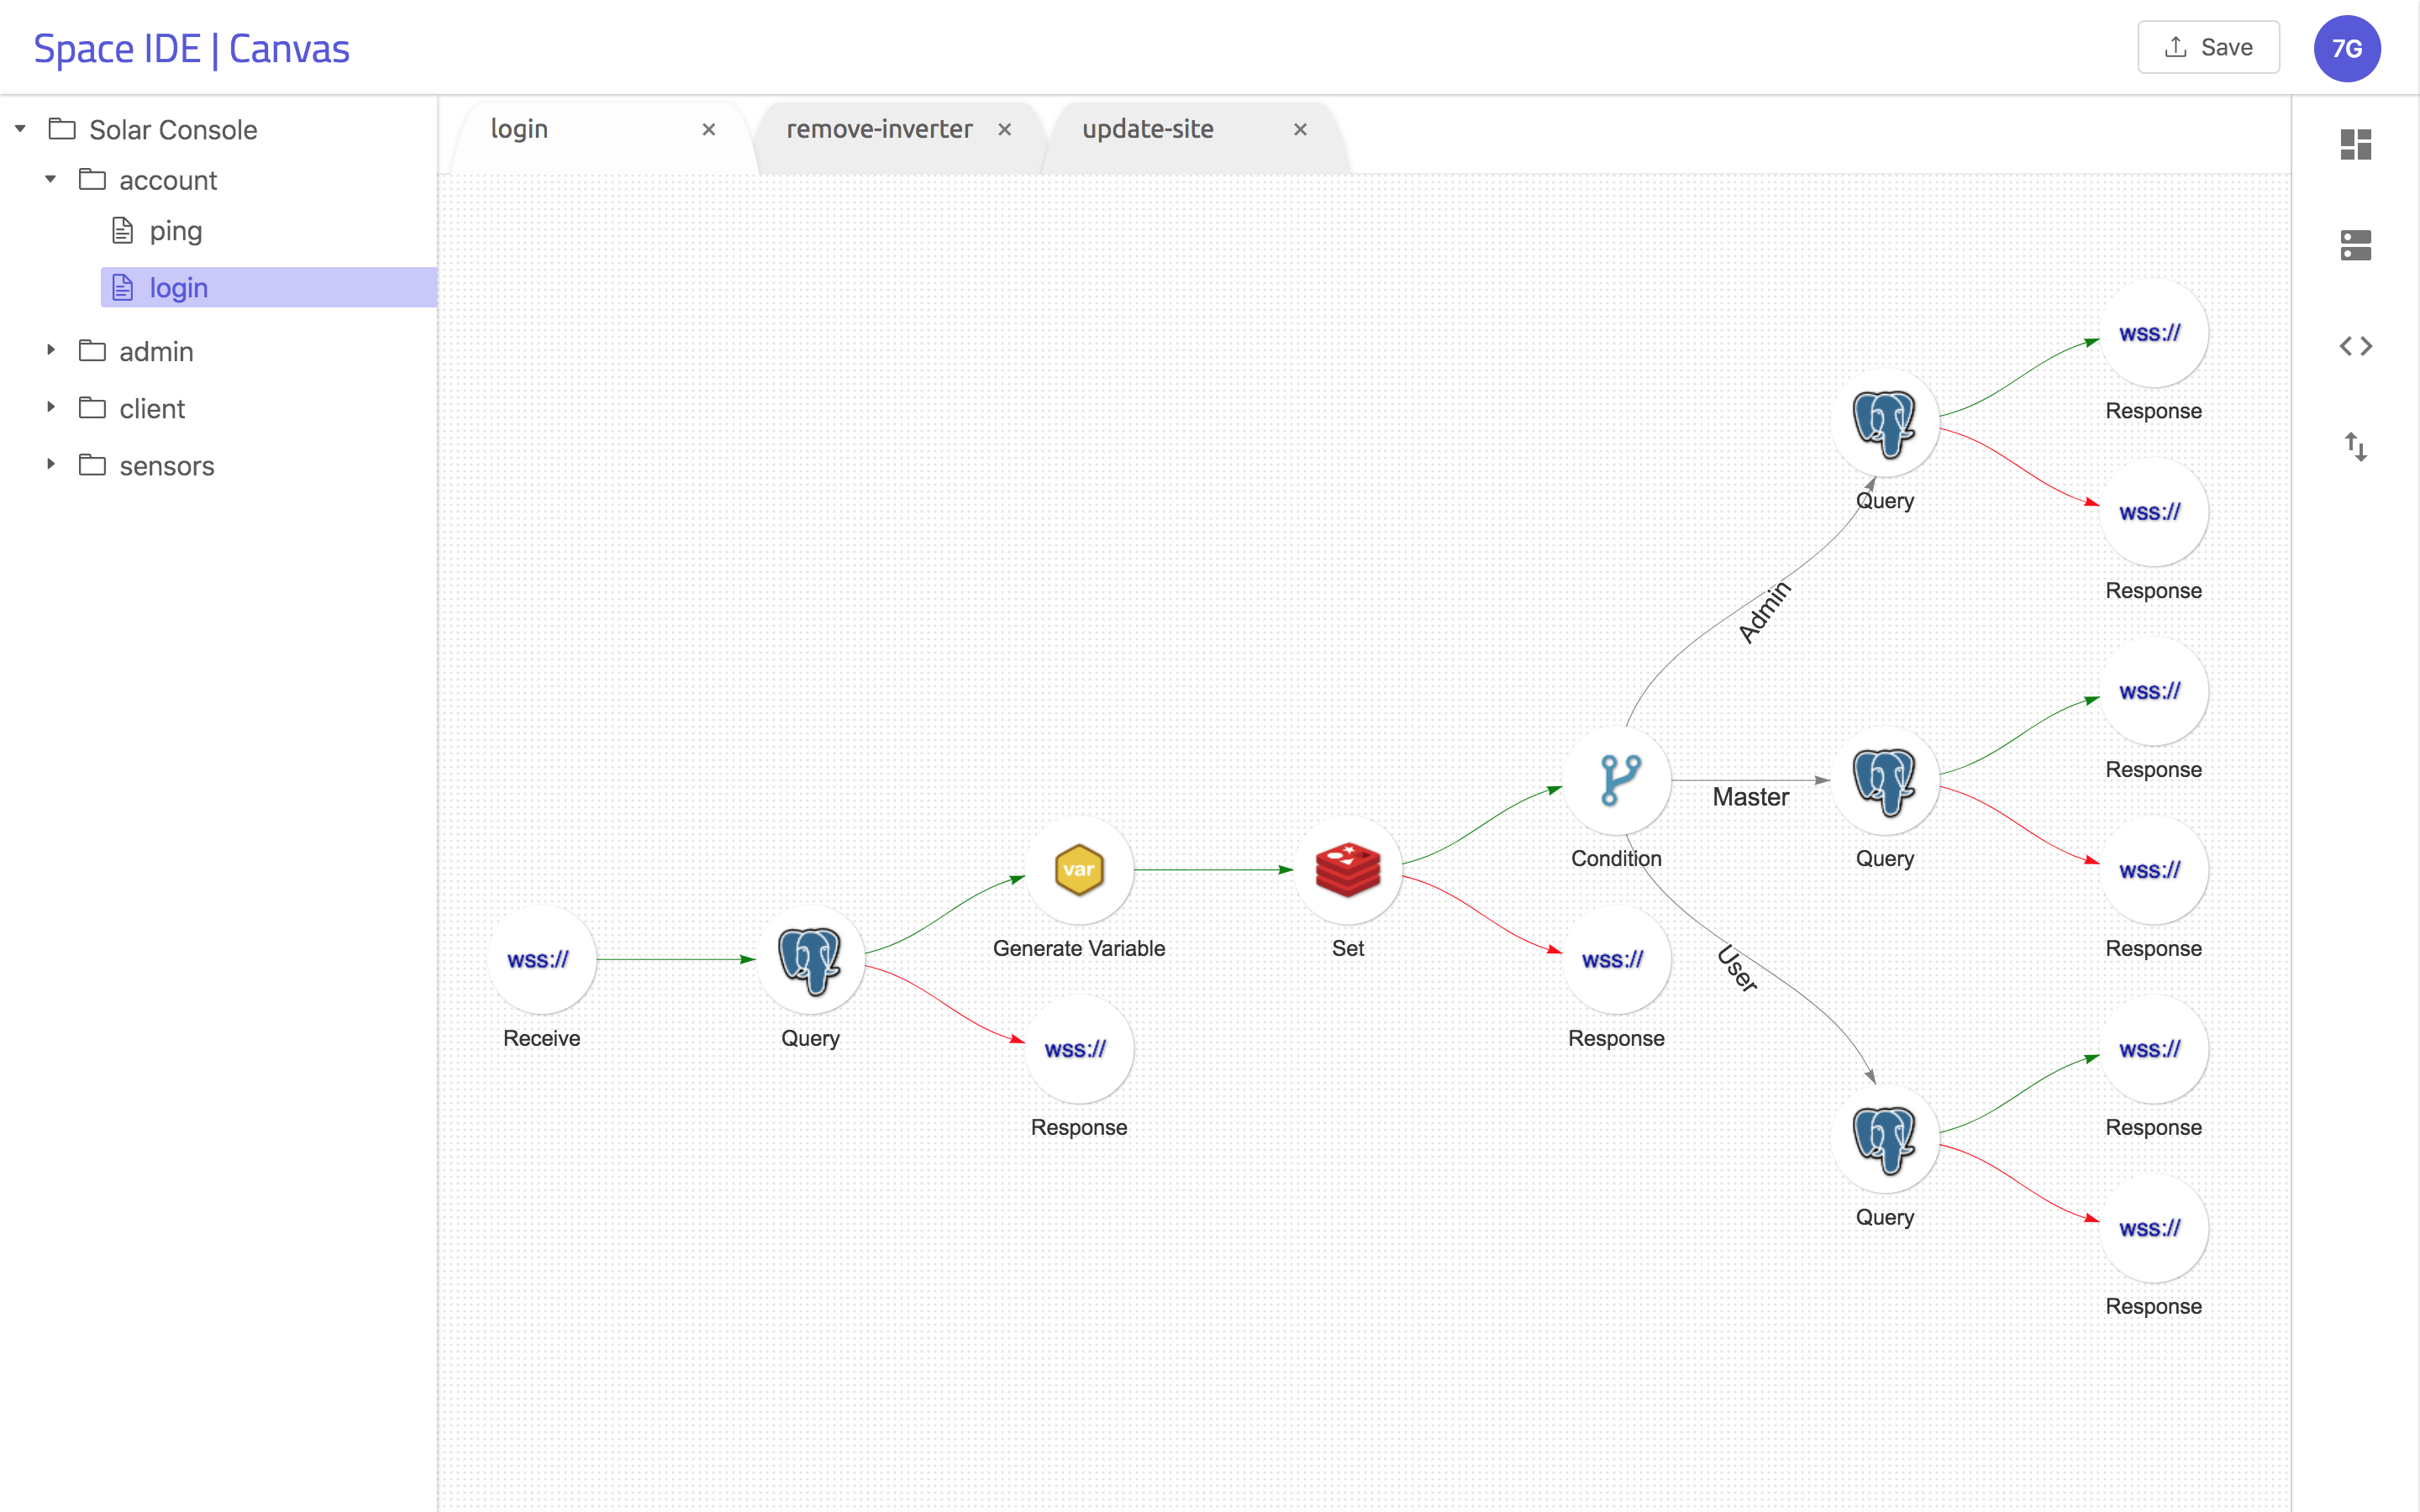 Space IDE | Canvas
Save
7G
Solar Console
account
ping
login
admin
client
sensors
login
remove-inverter
update-site
wss://
Response
Query
wss://
Response
Admin
wss://
Response
Master
Query
Condition
wss://
Response
var
Generate Variable
Set
wss://
Receive
Query
wss://
Response
wss://
Response
User
wss://
Response
Query
wss://
Response